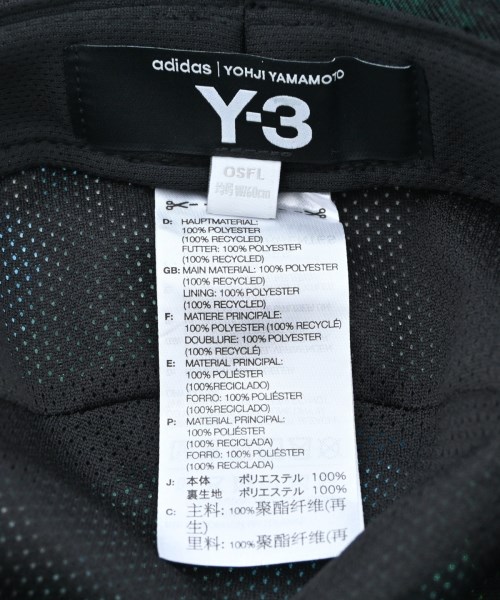 adidas | YOHJI YAMAMOTO
Y-3
OSFL
D: HAUPTMATERIAL:
100% POLYESTER
(100% RECYCLED)
FUTTER: 100% POLYESTER
(100% RECYCLED)
GB: MAIN MATERIAL: 100% POLYESTER
(100% RECYCLED)
LINING: 100% POLYESTER
(100% RECYCLED)
F: MATIERE PRINCIPALE:
100% POLYESTER (100% RECYCLÉ)
DOUBLURE: 100% POLYESTER
(100% RECYCLÉ)
E: MATERIAL PRINCIPAL:
100% POLIÉSTER
(100%RECICLADO)
FORRO: 100% POLIÉSTER
(100%RECICLADO)
P: MATERIAL PRINCIPAL:
100% POLIÉSTER
(100% RECICLADA)
FORRO: 100% POLIÉSTER
(100% RECICLADA)
J: 本体 ポリエステル 100%
裏生地 ポリエステル 100%
C: 主料: 100%聚酯纤维(再
生)
里料: 100%聚酯纤维(再